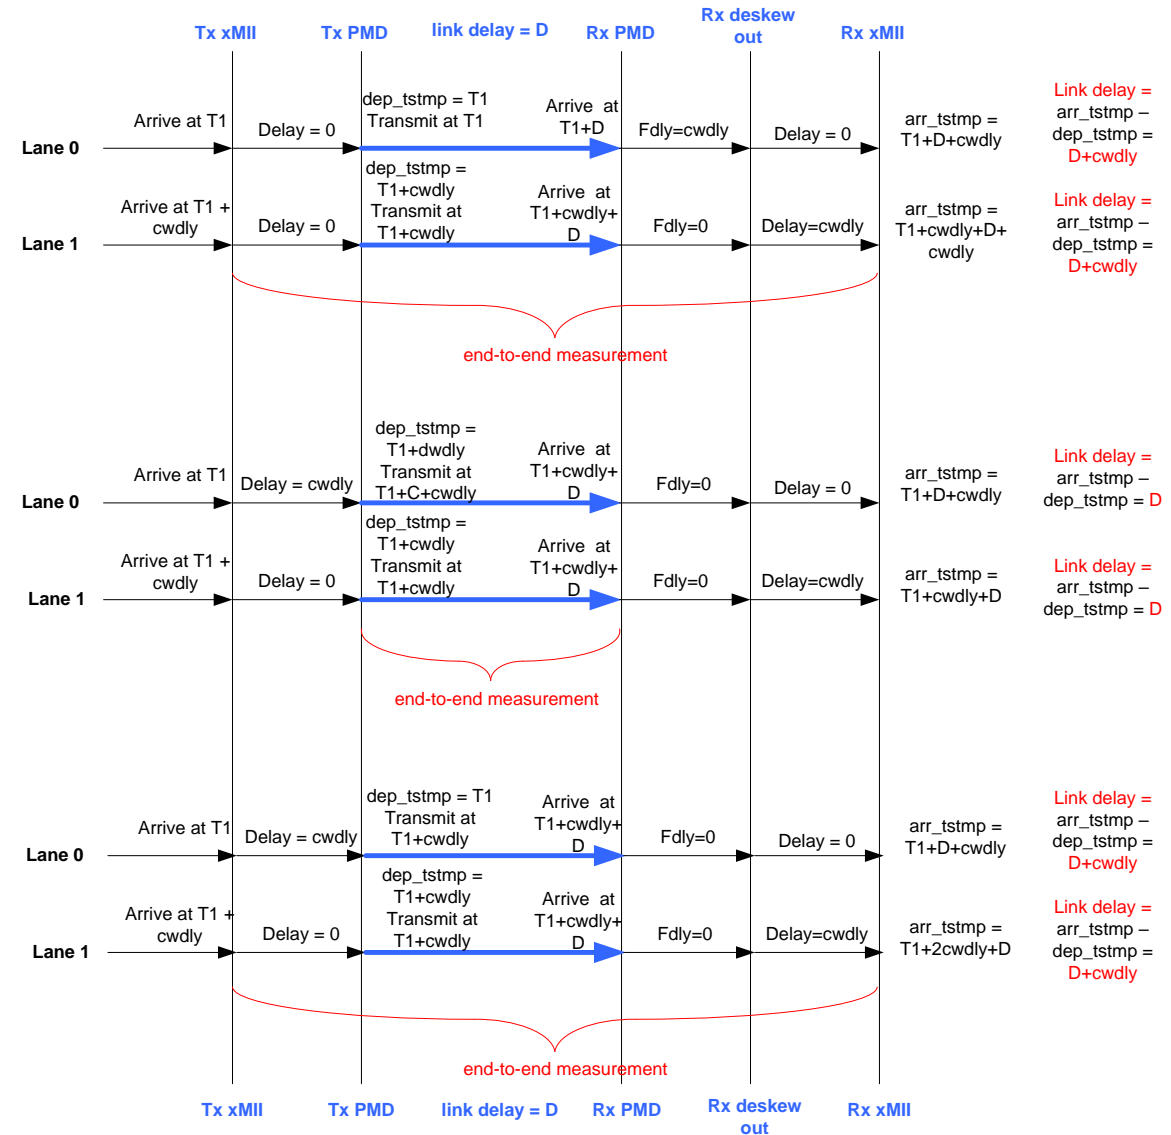 Tx xMII
Tx PMD
link delay = D
Rx PMD
Rx deskew
out
Rx xMII
Lane 0
Arrive at T1
Delay = 0
dep_tstmp = T1
Transmit at T1
Arrive at
T1+D
Fdly=cwdly
Delay = 0
arr_tstmp =
T1+D+cwdly
Link delay =
arr_tstmp –
dep_tstmp =
D+cwdly
Lane 1
Arrive at T1 +
cwdly
Delay = 0
dep_tstmp =
T1+cwdly
Transmit at
T1+cwdly
Arrive at
T1+cwdly+
D
Fdly=0
Delay=cwdly
arr_tstmp =
T1+cwdly+D+
cwdly
Link delay =
arr_tstmp –
dep_tstmp =
D+cwdly
end-to-end measurement
Lane 0
Arrive at T1
Delay = cwdly
dep_tstmp =
T1+dwdly
Transmit at
T1+C+cwdly
Arrive at
T1+cwdly+
D
Fdly=0
Delay = 0
arr_tstmp =
T1+D+cwdly
Link delay =
arr_tstmp –
dep_tstmp = D
Lane 1
Arrive at T1 +
cwdly
Delay = 0
dep_tstmp =
T1+cwdly
Transmit at
T1+cwdly
Arrive at
T1+cwdly+
D
Fdly=0
Delay=cwdly
arr_tstmp =
T1+cwdly+D
Link delay =
arr_tstmp –
dep_tstmp = D
end-to-end measurement
Lane 0
Arrive at T1
Delay = cwdly
dep_tstmp = T1
Transmit at
T1+cwdly
Arrive at
T1+cwdly+
D
Fdly=0
Delay = 0
arr_tstmp =
T1+D+cwdly
Link delay =
arr_tstmp –
dep_tstmp =
D+cwdly
Lane 1
Arrive at T1 +
cwdly
Delay = 0
dep_tstmp =
T1+cwdly
Transmit at
T1+cwdly
Arrive at
T1+cwdly+
D
Fdly=0
Delay=cwdly
arr_tstmp =
T1+2cwdly+D
Link delay =
arr_tstmp –
dep_tstmp =
D+cwdly
end-to-end measurement
Tx xMII
Tx PMD
link delay = D
Rx PMD
Rx deskew
out
Rx xMII